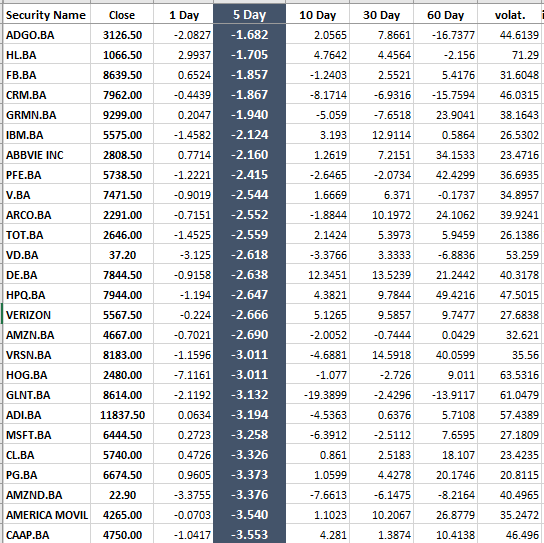 Security Name Close 1 Day 5 Day 10 Day 30 Day 60 Day volat.
ADGO.BA 3126.50 -2.0827 -1.682 2.0565 7.8661 -16.7377 44.6139
HL.BA 1066.50 2.9937 -1.705 4.7642 4.4564 -2.156 71.29
FB.BA 8639.50 0.6524 -1.857 -1.2403 2.5521 5.4176 31.6048
CRM.BA 7962.00 -0.4439 -1.867 -8.1714 -6.9316 -15.7594 46.0315
GRMN.BA 9299.00 0.2047 -1.940 -5.059 -7.6518 23.9041 38.1643
IBM.BA 5575.00 -1.4582 -2.124 3.193 12.9114 0.5864 26.5302
ABBVIE INC 2808.50 0.7714 -2.160 1.2619 7.2151 34.1533 23.4716
PFE.BA 5738.50 -1.2221 -2.415 -2.6465 -2.0734 42.4299 36.6935
V.BA 7471.50 -0.9019 -2.544 1.6669 6.371 -0.1737 34.8957
ARCO.BA 2291.00 -0.7151 -2.552 -1.8844 10.1972 24.1062 39.9241
TOT.BA 2646.00 -1.4525 -2.559 2.1424 5.3973 5.9459 26.1386
VD.BA 37.20 -3.125 -2.618 -3.3766 3.3333 -6.8836 53.259
DE.BA 7844.50 -0.9158 -2.638 12.3451 13.5239 21.2442 40.3178
HPQ.BA 7944.00 -1.194 -2.647 4.3821 9.7844 49.4216 47.5015
VERIZON 5567.50 -0.224 -2.666 5.1265 9.5857 9.7477 27.6838
AMZN.BA 4667.00 -0.7021 -2.690 -2.0052 -0.7444 0.0429 32.621
VRSN.BA 8183.00 -1.1596 -3.011 -4.6881 14.5918 40.0599 35.56
HOG.BA 2480.00 -7.1161 -3.011 -1.077 -2.726 9.011 63.5316
GLNT.BA 8614.00 -2.1192 -3.132 -19.3899 -2.4296 -13.9117 61.0479
ADI.BA 11837.50 0.0634 -3.194 -4.5363 0.6376 5.7108 57.4389
MSFT.BA 6444.50 0.2723 -3.258 -6.3912 -2.5112 7.6595 27.1809
CL.BA 5740.00 0.4726 -3.326 0.861 2.5183 18.107 23.4235
PG.BA 6674.50 0.9605 -3.373 1.0599 4.4278 20.1746 20.8115
AMZND.BA 22.90 -3.3755 -3.376 -7.6613 -6.1475 -8.2164 40.4965
AMERICA MOVIL 4265.00 -0.0703 -3.540 1.1023 10.2067 26.8779 35.2472
CAAP.BA 4750.00 -1.0417 -3.553 4.281 1.3874 10.4138 46.496